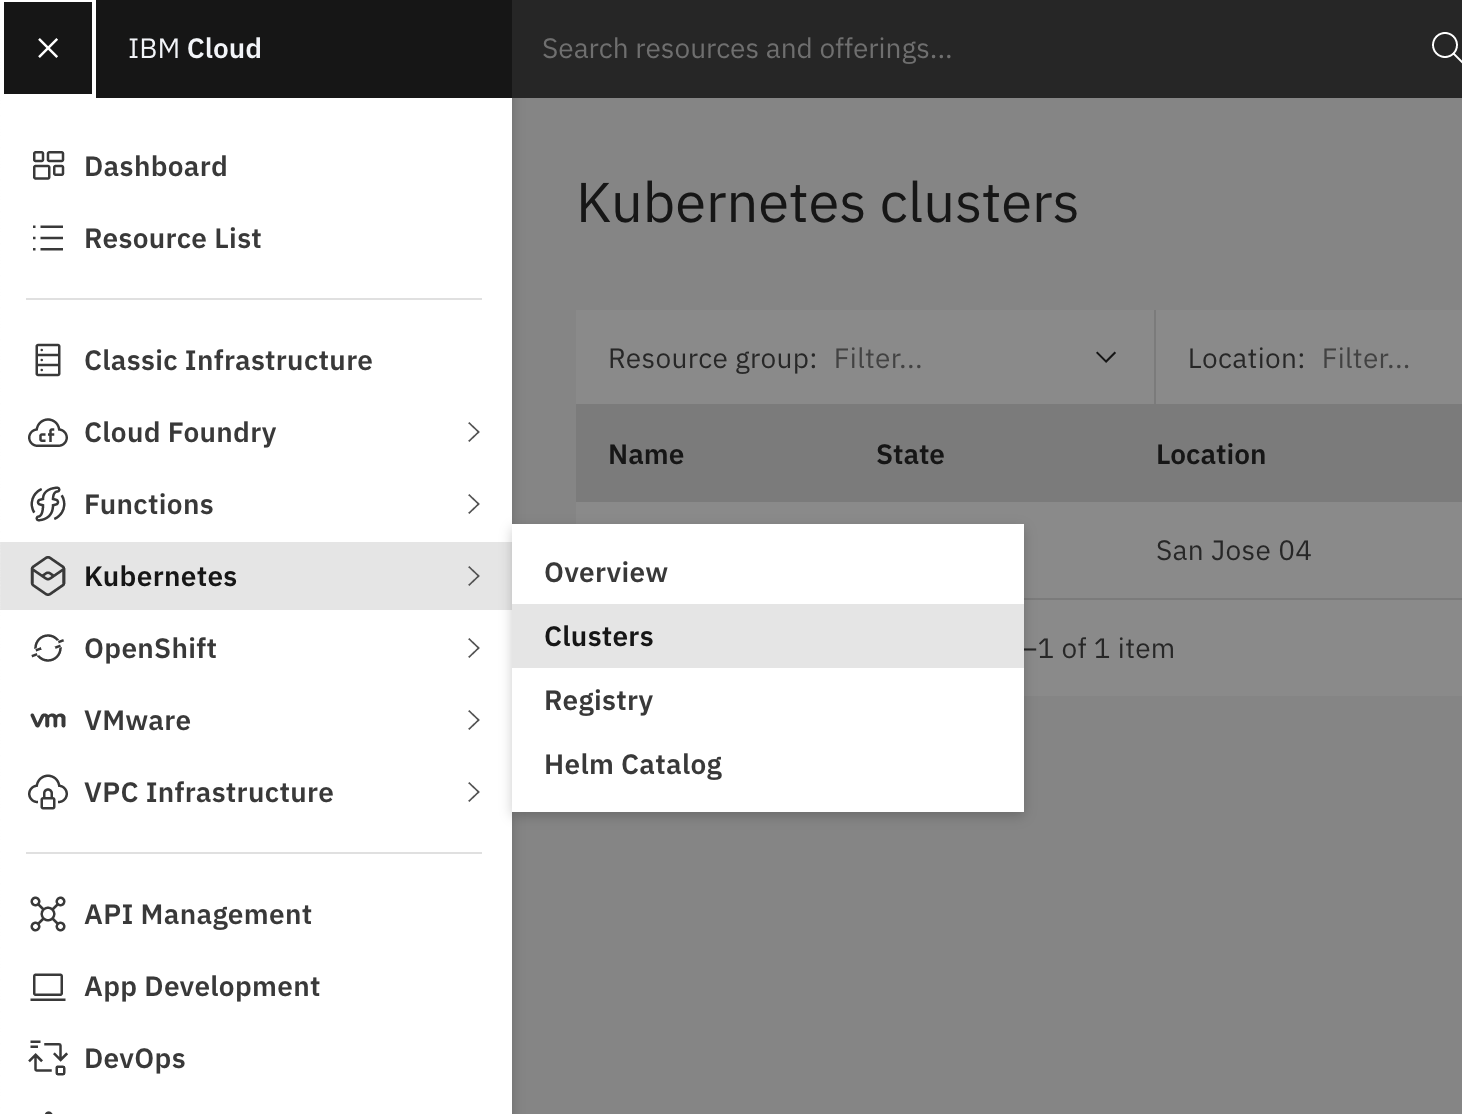 IBM Cloud
Search resources and offerings...
Dashboard
Resource List
Classic Infrastructure
cf
Cloud Foundry
Functions
Kubernetes
OpenShift
vm
VMware
VPC Infrastructure
API Management
App Development
DevOps
Overview
Clusters
Registry
Helm Catalog
Kubernetes clusters
Resource group: Filter...
Location: Filter...
Name State Location
San Jose 04
–1 of 1 item